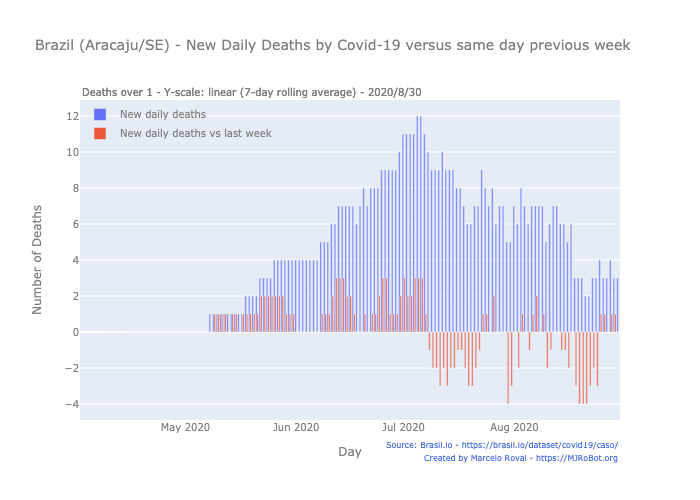 Brazil (Aracaju/SE) - New Daily Deaths by Covid-19 versus same day previous week
Deaths over 1 - Y-scale: linear (7-day rolling average) - 2020/8/30
New daily deaths
New daily deaths vs last week
12
10
8
6
4
2
0
−2
−4
Number of Deaths
May 2020
Jun 2020
Jul 2020
Aug 2020
Day
Source: Brasil.io - https://brasil.io/dataset/covid19/caso/
Created by Marcelo Rovai - https://MJRoBot.org